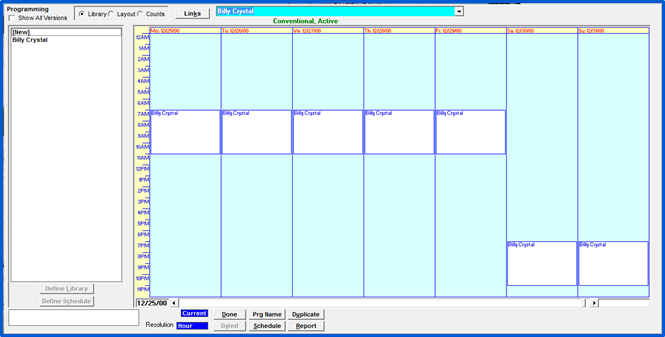 Programming
Show All Versions
Library Layout Counts
Links
Billy Crystal
Conventional, Active
[New]
Billy Crystal
Mo:12/25/00 Tu:12/26/00 We:12/27/00 Th:12/28/00 Fr:12/29/00 Sa:12/30/00 Su:12/31/00
12AM
1AM
2AM
3AM
4AM
5AM
6AM
7AM
8AM
9AM
10AM
11AM
12PM
1PM
2PM
3PM
4PM
5PM
6PM
7PM
8PM
9PM
10PM
11PM
Billy Crystal Billy Crystal Billy Crystal Billy Crystal Billy Crystal
Billy Crystal Billy Crystal
Define Library
Define Schedule
12/25/00
Current Done Prg Name Duplicate
Resolution Hour Dated Schedule Report